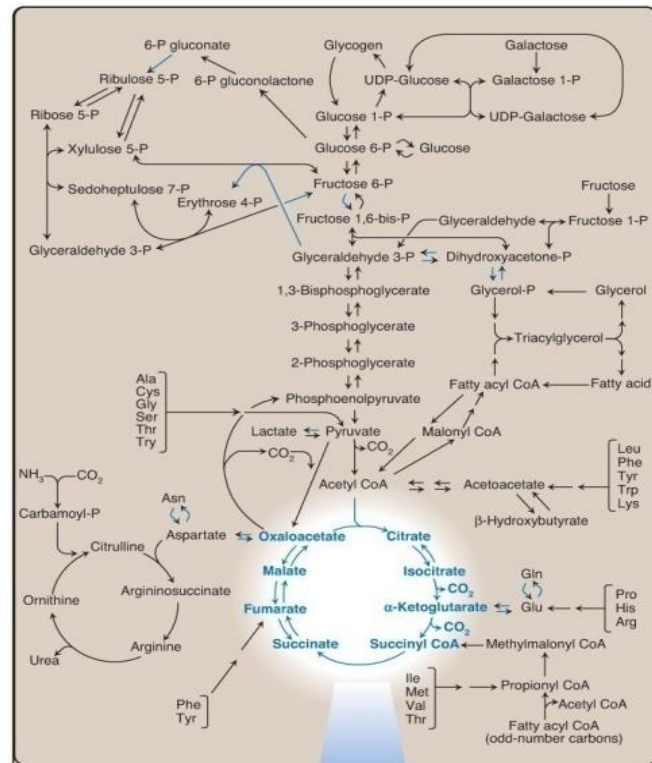 6-P gluconate
Glycogen
Galactose
Ribulose 5-P
6-P gluconolactone
UDP-Glucose
Galactose 1-P
Ribose 5-P
Glucose 1-P
UDP-Galactose
Xylulose 5-P
Glucose 6-P
Glucose
Sedoheptulose 7-P
Fructose 6-P
Fructose
Erythrose 4-P
Fructose 1,6-bis-P
Glyceraldehyde
Fructose 1-P
Glyceraldehyde 3-P
Glyceraldehyde 3-P
Dihydroxyacetone-P
1,3-Bisphosphoglycerate
Glycerol-P
Glycerol
3-Phosphoglycerate
Triacylglycerol
2-Phosphoglycerate
Ala
Cys
Gly
Ser
Thr
Try
Fatty acyl CoA
Fatty acid
Phosphoenolpyruvate
Lactate
Pyruvate
CO2
Malonyl CoA
CO2
Acetyl CoA
Acetoacetate
Leu
Phe
Tyr
Trp
Lys
β-Hydroxybutyrate
NH3
CO2
Carbamoyl-P
Asn
Aspartate
Oxaloacetate
Citrate
Citrulline
Malate
Isocitrate
CO2
Gln
Argininosuccinate
Ornithine
Fumarate
α-Ketoglutarate
Glu
Pro
His
Arg
CO2
Arginine
Succinate
Succinyl CoA
Methylmalonyl CoA
Urea
Phe
Tyr
Ile
Met
Val
Thr
Propionyl CoA
Acetyl CoA
Fatty acyl CoA
(odd-number carbons)